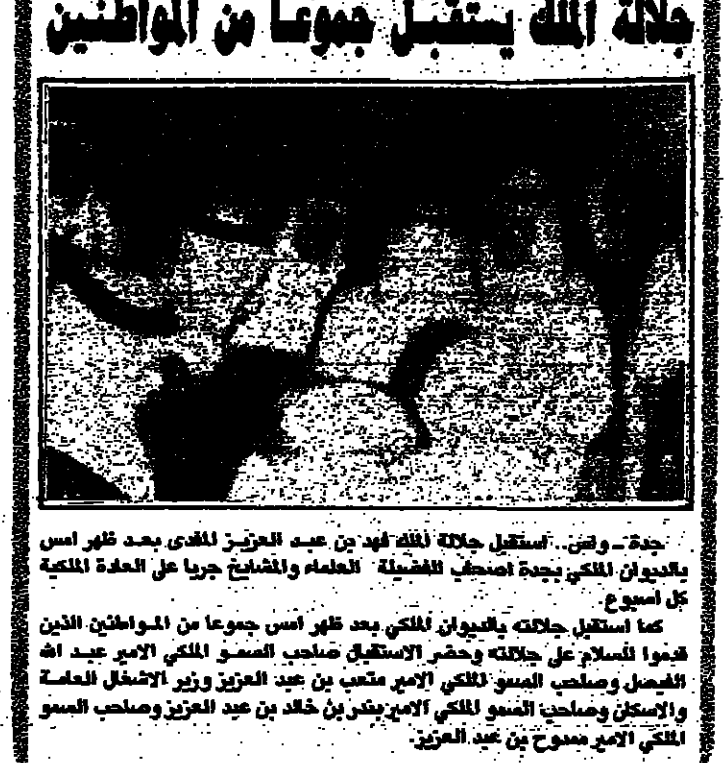 جلالة الملك يستقبل جموعا من المواطنين
جدة ـ واس.. استقبل جلالة الملك فهد بن عبد العزيز المفدى بعد ظهر امس
بالديوان الملكي بجدة اصحاب الفضيلة العلماء والمشايخ جريا على العادة الملكية
كل اسبوع.
كما استقبل جلالته بالديوان الملكي بعد ظهر امس جموعا من المواطنين الذين
قدموا للسلام على جلالته وحضر الاستقبال صاحب السمو الملكي الامير عبد الله
الفيصل وصاحب السمو الملكي الامير متعب بن عبد العزيز وزير الاشغال العامة
والاسكان وصاحب السمو الملكي الامير بندر بن خالد بن عبد العزيز وصاحب السمو
الملكي الامير ممدوح بن عبد العزيز.